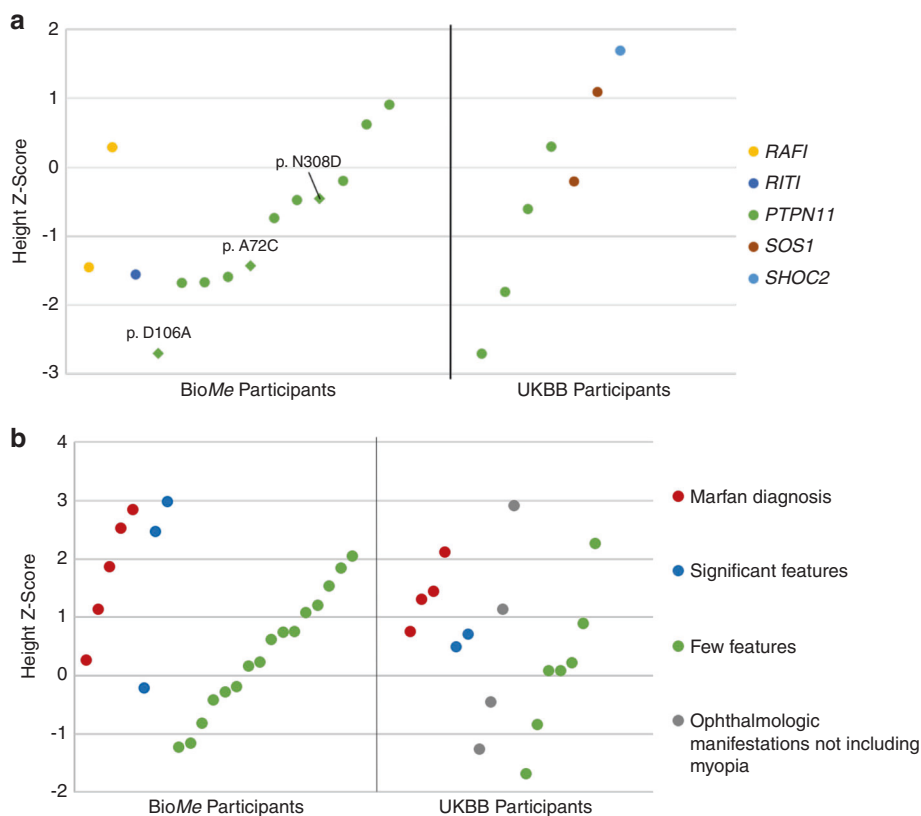 a
2
1
0
-1
-2
-3
Height Z-Score
p. N308D
p. A72C
p. D106A
BioMe Participants
UKBB Participants
RAFI
RITI
PTPN11
SOS1
SHOC2
b
4
3
2
1
0
-1
-2
Height Z-Score
BioMe Participants
UKBB Participants
Marfan diagnosis
Significant features
Few features
Ophthalmologic
manifestations not including
myopia